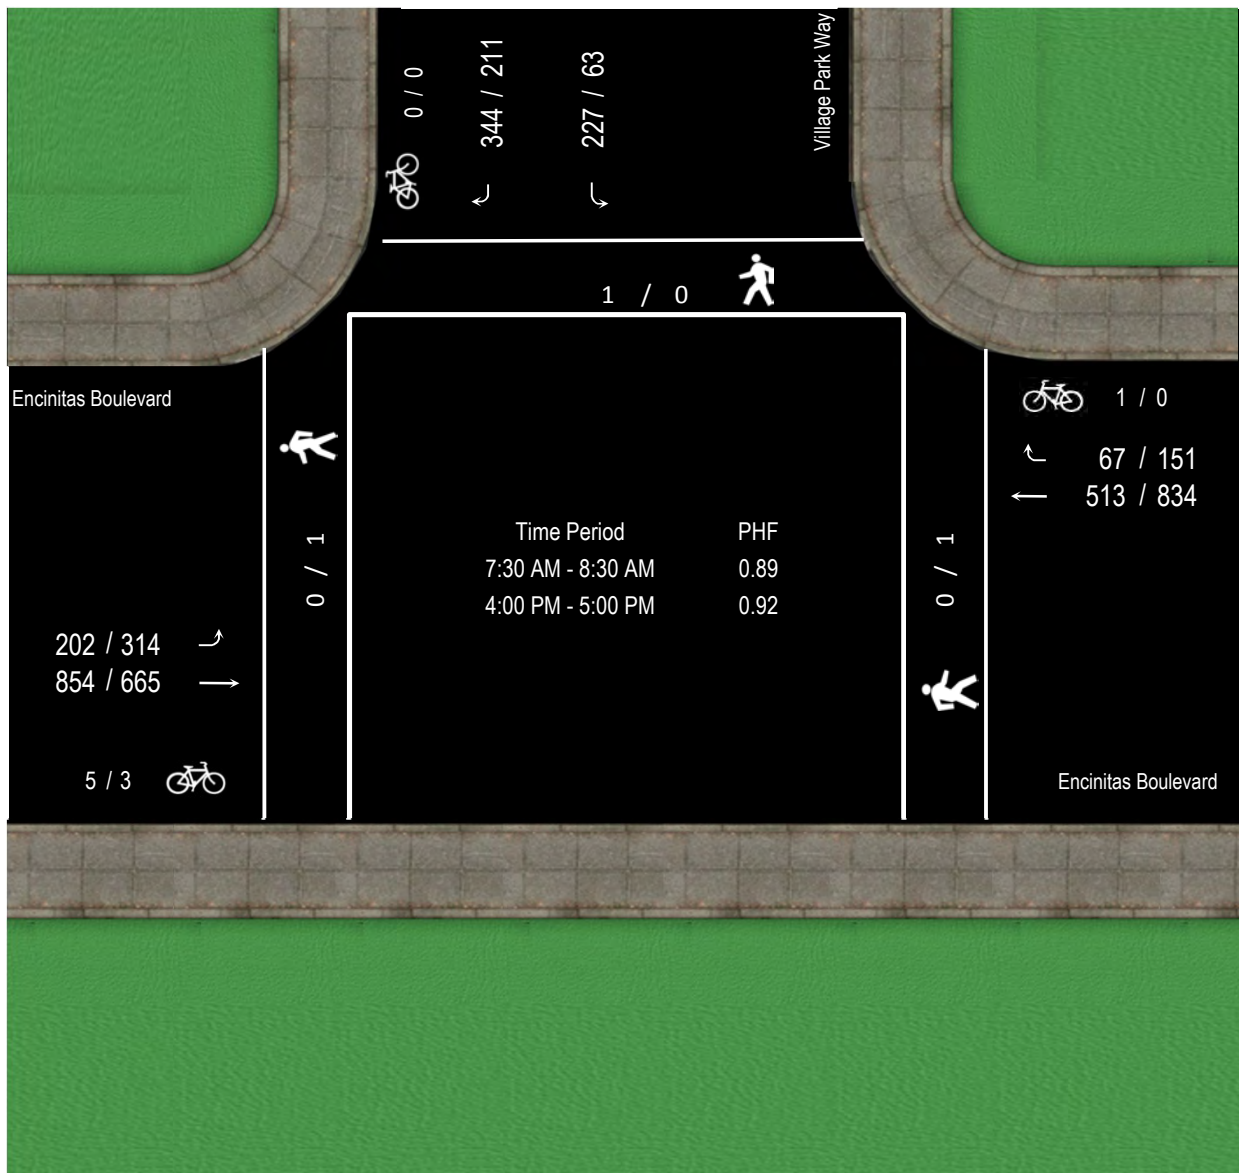 Village Park Way
0 / 0
344 / 211
227 / 63
1 / 0
Encinitas Boulevard
1 / 0
67 / 151
513 / 834
0 / 1
Time Period PHF
7:30 AM - 8:30 AM 0.89
4:00 PM - 5:00 PM 0.92
0 / 1
202 / 314
854 / 665
5 / 3
Encinitas Boulevard